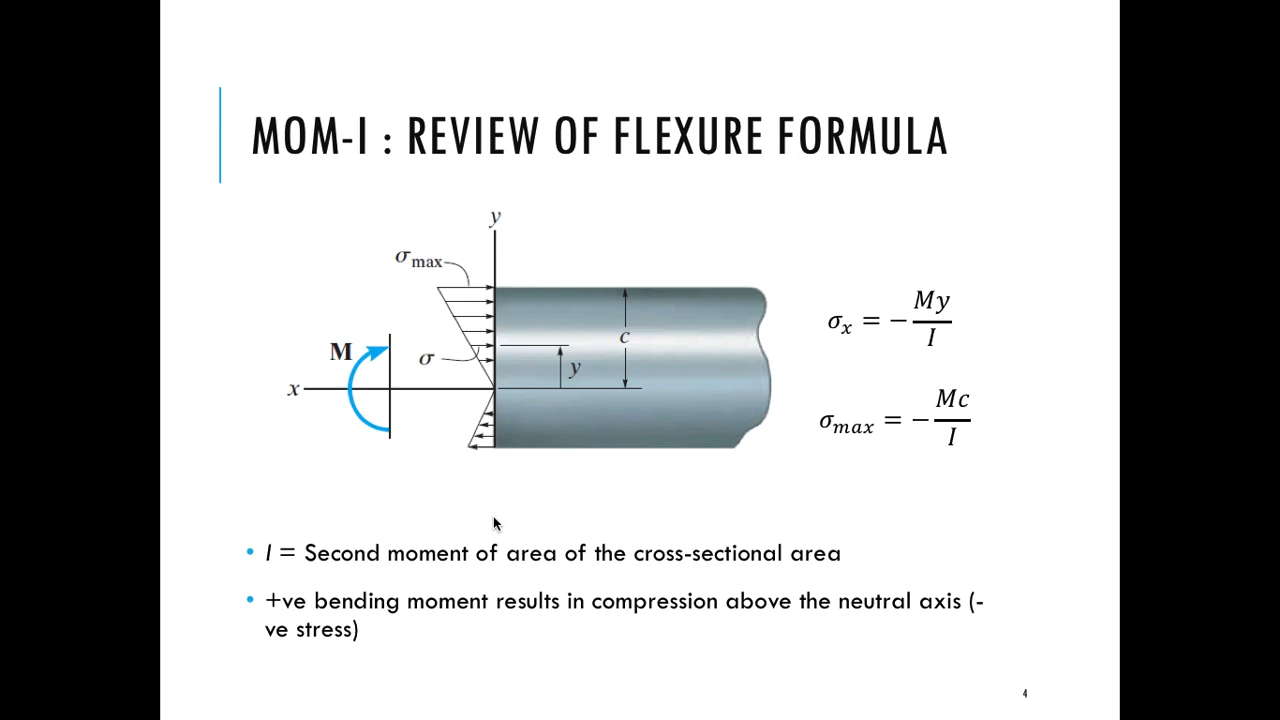 MOM-I : REVIEW OF FLEXURE FORMULA
y
σmax
M
σ
x
c
y
σₓ = − My/I
σmax = − Mc/I
• I = Second moment of area of the cross-sectional area
• +ve bending moment results in compression above the neutral axis (-
ve stress)
4